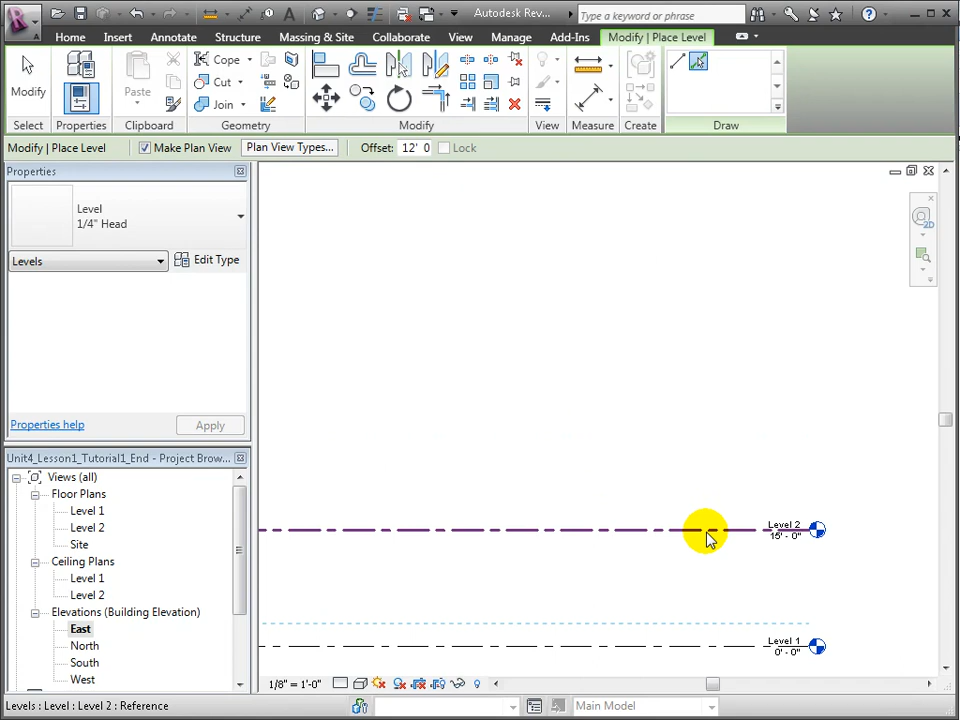 Autodesk Rev...
Type a keyword or phrase
Home Insert Annotate Structure Massing & Site Collaborate View Manage Add-Ins Modify | Place Level
Modify Paste Cope Cut Join
Select Properties Clipboard Geometry Modify View Measure Create Draw
Modify | Place Level Make Plan View Plan View Types... Offset: 12' 0 Lock
Properties
Level
1/4" Head
Levels Edit Type
Properties help Apply
Unit4_Lesson1_Tutorial1_End - Project Brow...
Views (all)
Floor Plans
Level 1
Level 2
Site
Ceiling Plans
Level 1
Level 2
Elevations (Building Elevation)
East
North
South
West
2D
Level 2
15' - 0"
Level 1
0' - 0"
1/8" = 1'-0"
Levels : Level : Level 2 : Reference
Main Model